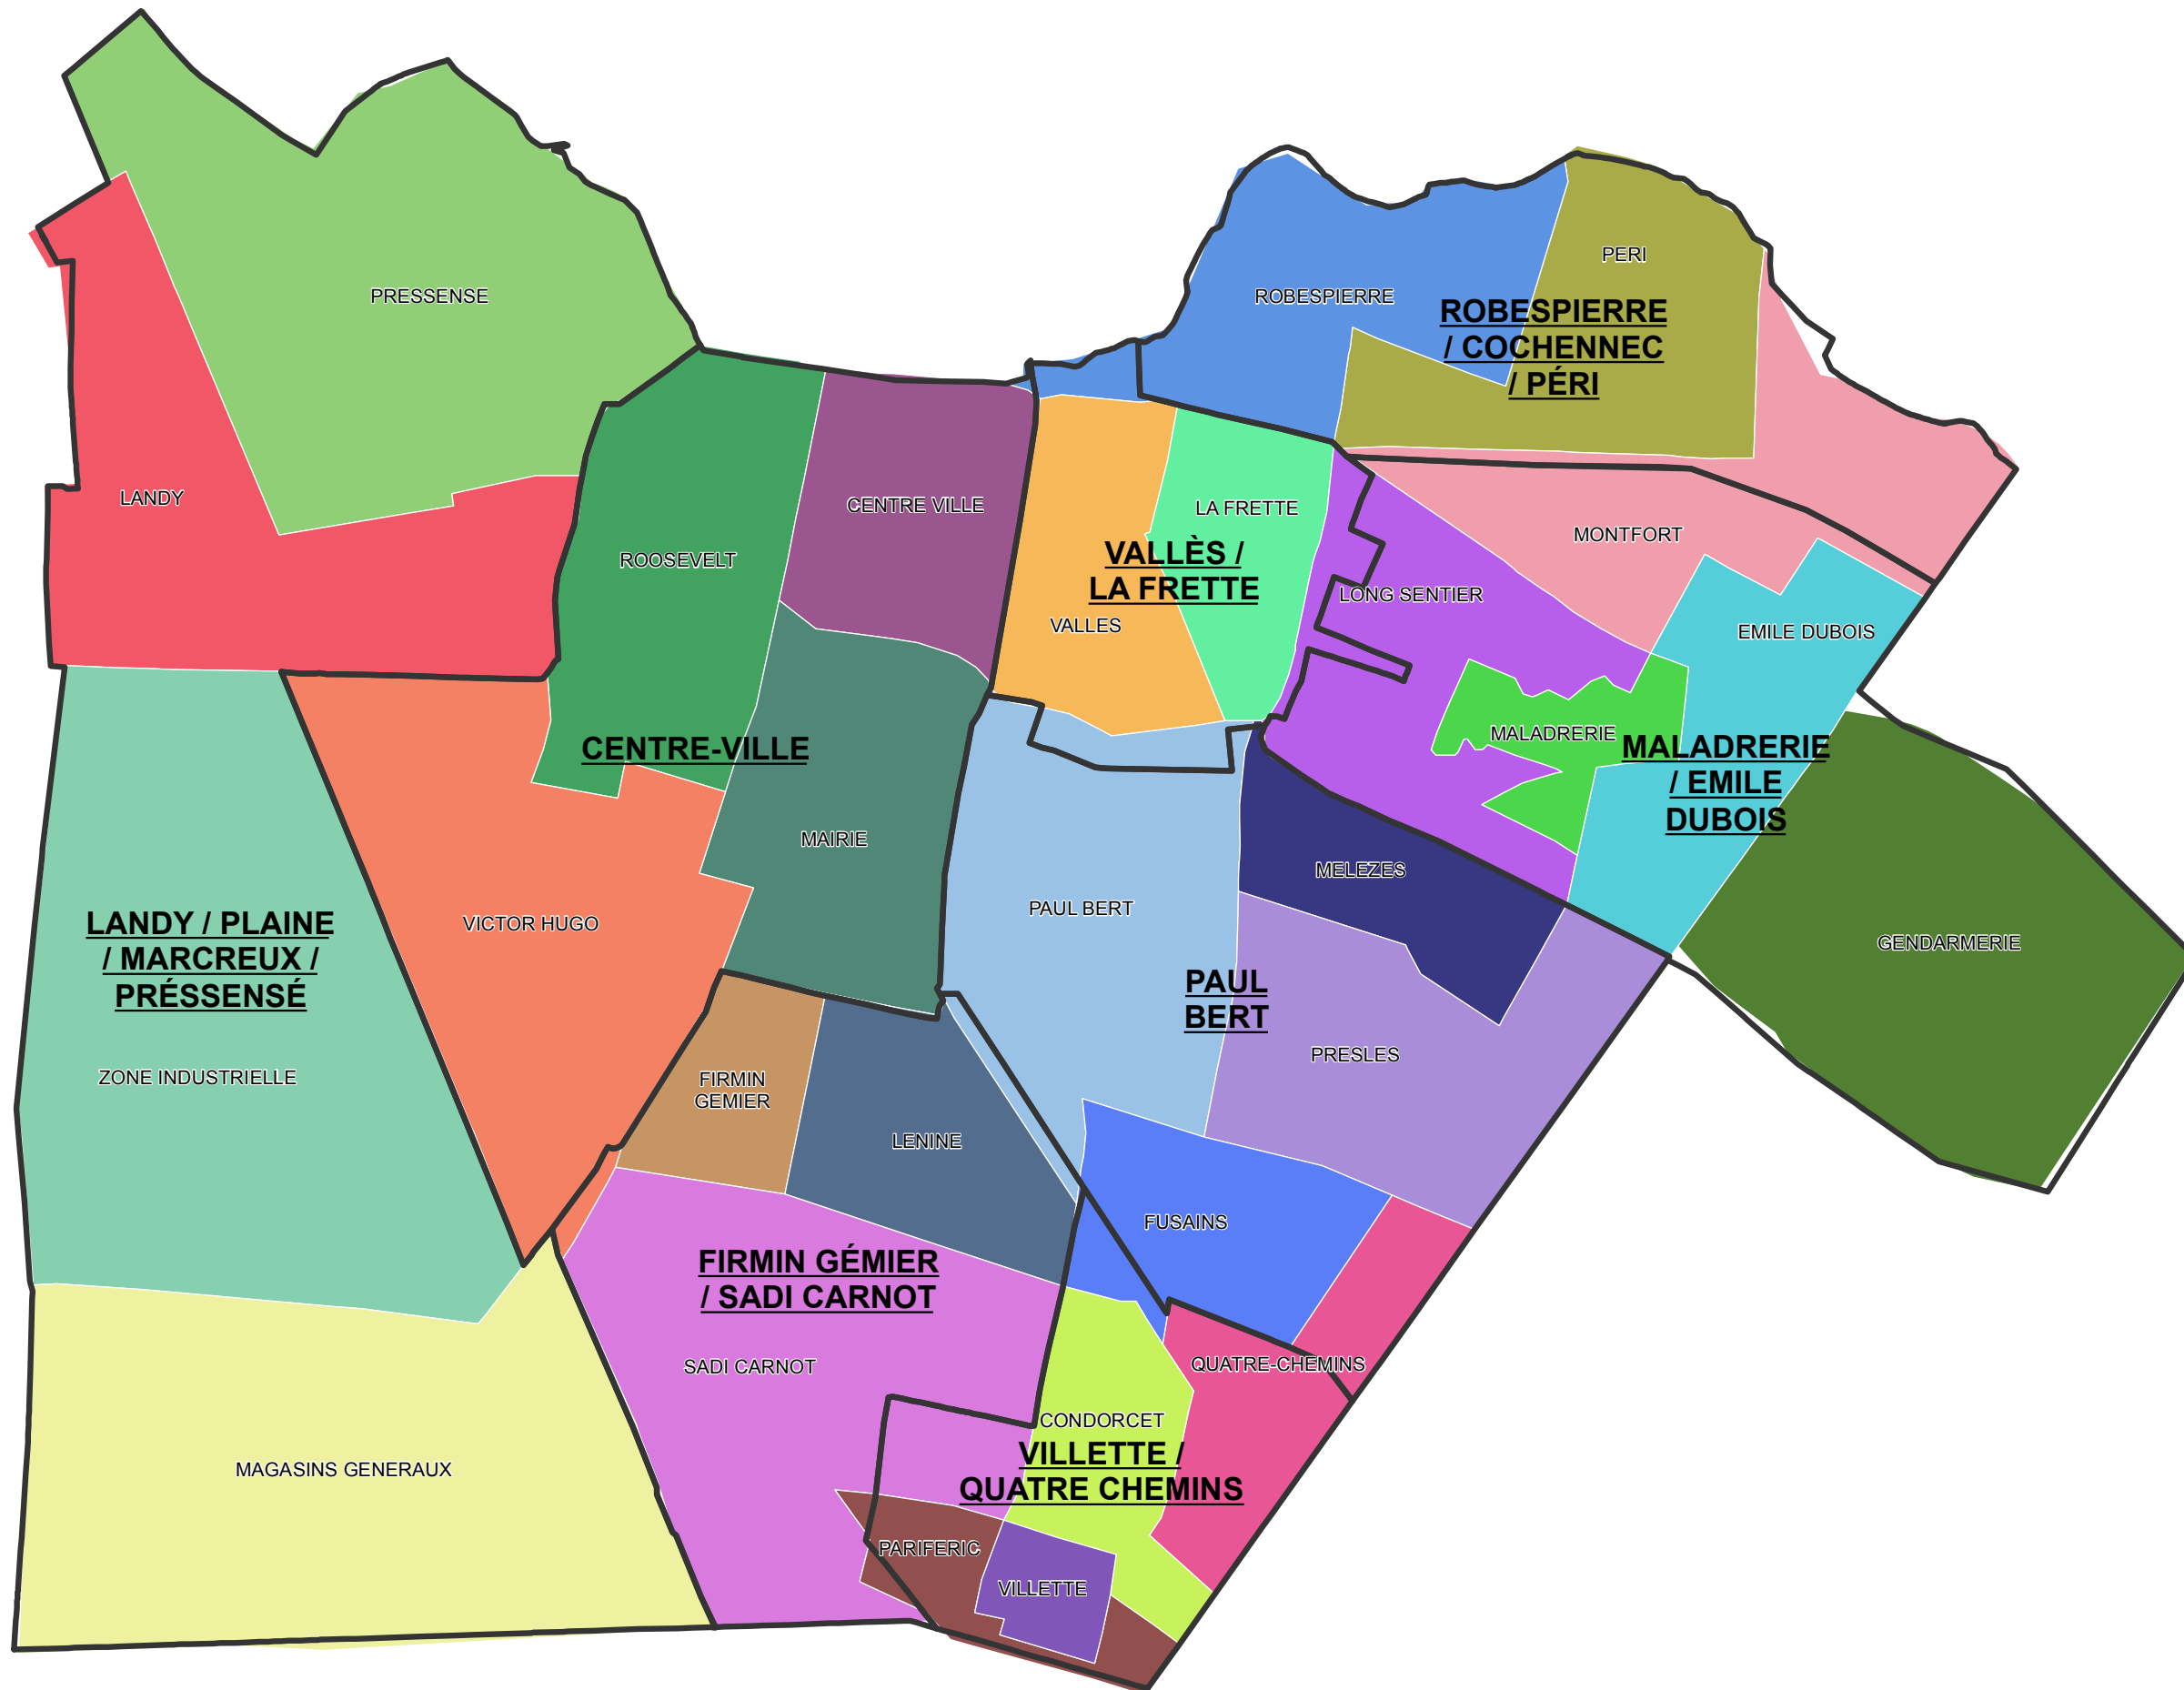 PERI
PRESSENSE
ROBESPIERRE
ROBESPIERRE
/ COCHENNEC
/ PÉRI
LANDY
CENTRE VILLE
LA FRETTE
MONTFORT
ROOSEVELT
VALLÈS /
LA FRETTE
LONG SENTIER
VALLES
EMILE DUBOIS
MALADRERIE
CENTRE-VILLE
MALADRERIE
/ EMILE
DUBOIS
MAIRIE
MELEZES
PAUL BERT
VICTOR HUGO
LANDY / PLAINE
/ MARCREUX /
PRÉSSENSÉ
GENDARMERIE
PAUL
BERT
PRESLES
ZONE INDUSTRIELLE
FIRMIN
GEMIER
LENINE
FUSAINS
FIRMIN GÉMIER
/ SADI CARNOT
SADI CARNOT
QUATRE-CHEMINS
CONDORCET
VILLETTE /
QUATRE CHEMINS
MAGASINS GENERAUX
PARIFERIC
VILLETTE